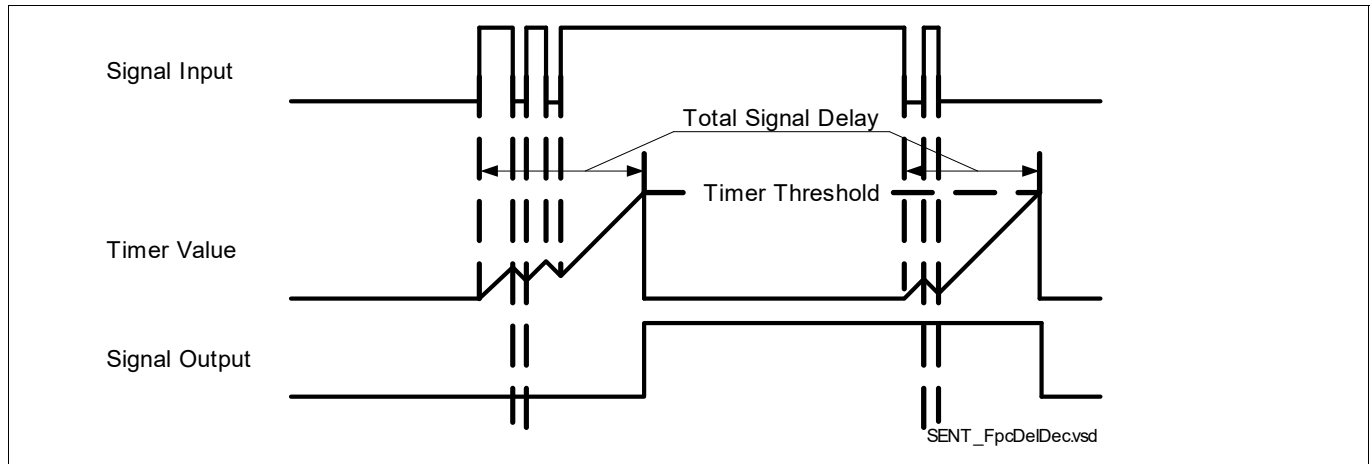 Signal Input
Total Signal Delay
Timer Threshold
Timer Value
Signal Output
SENT_FpcDelDec.vsd